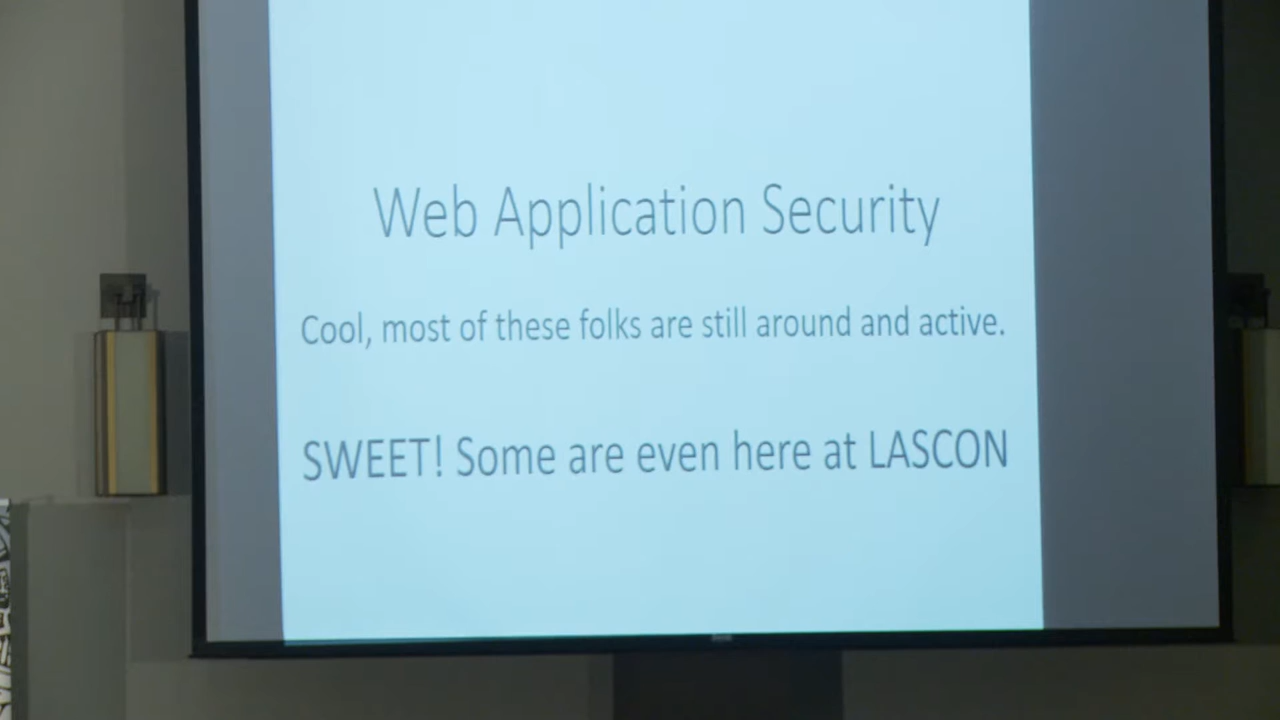 Web Application Security
Cool, most of these folks are still around and active.
SWEET! Some are even here at LASCON